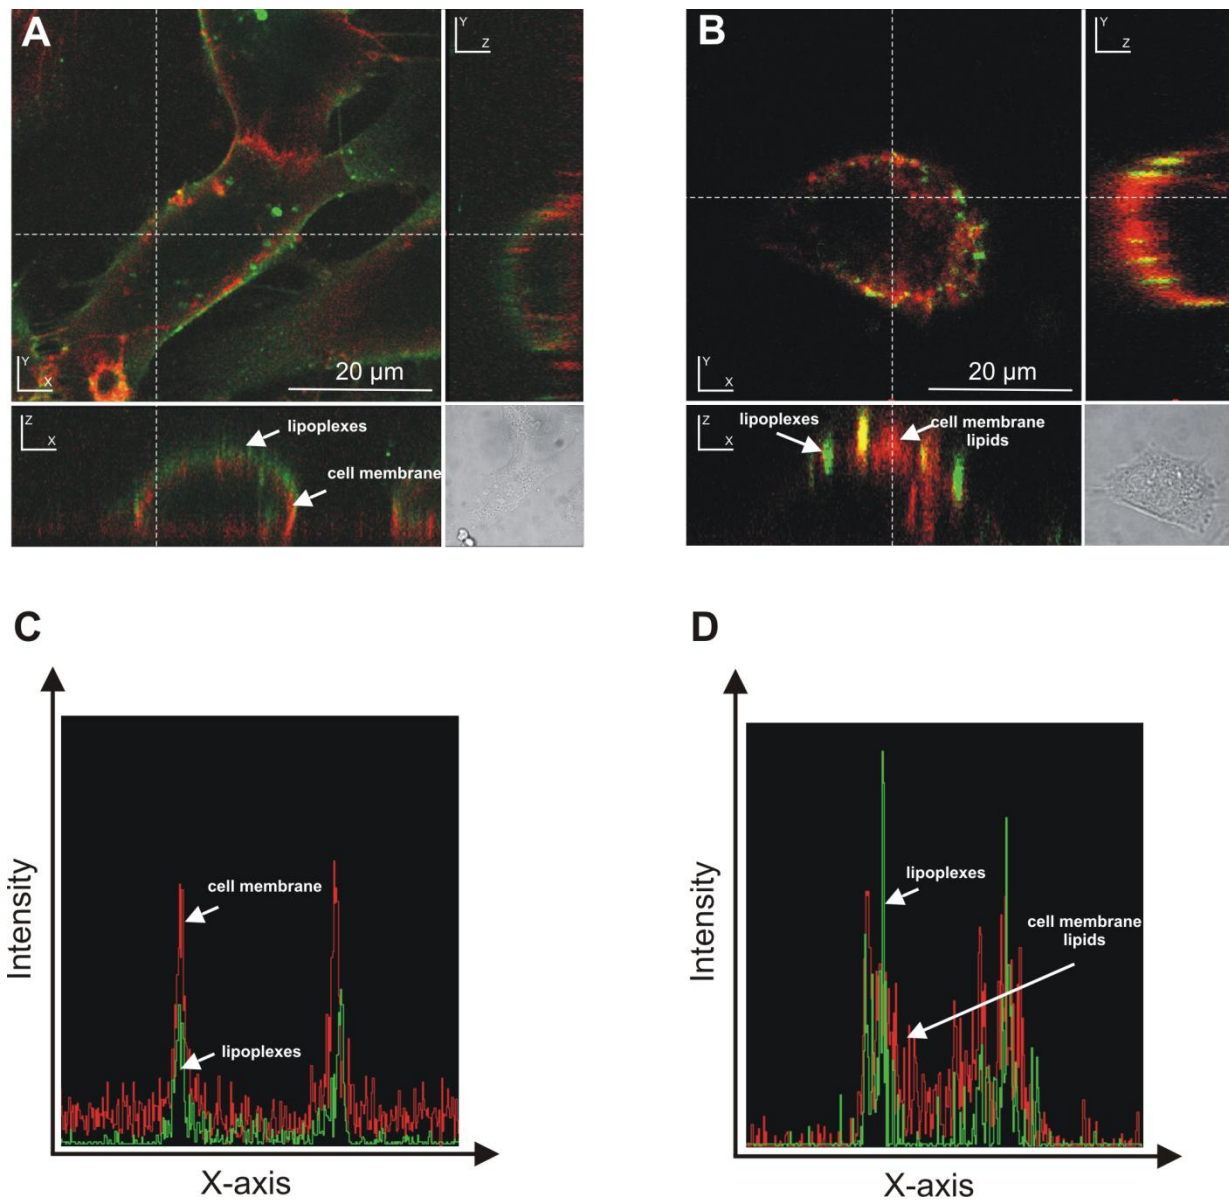 A
Y
Z
Y
X
20 µm
Z
X
lipoplexes
cell membrane
B
Y
Z
Y
X
20 µm
Z
X
lipoplexes
cell membrane
lipids
C
Intensity
cell membrane
lipoplexes
X-axis
D
Intensity
lipoplexes
cell membrane
lipids
X-axis